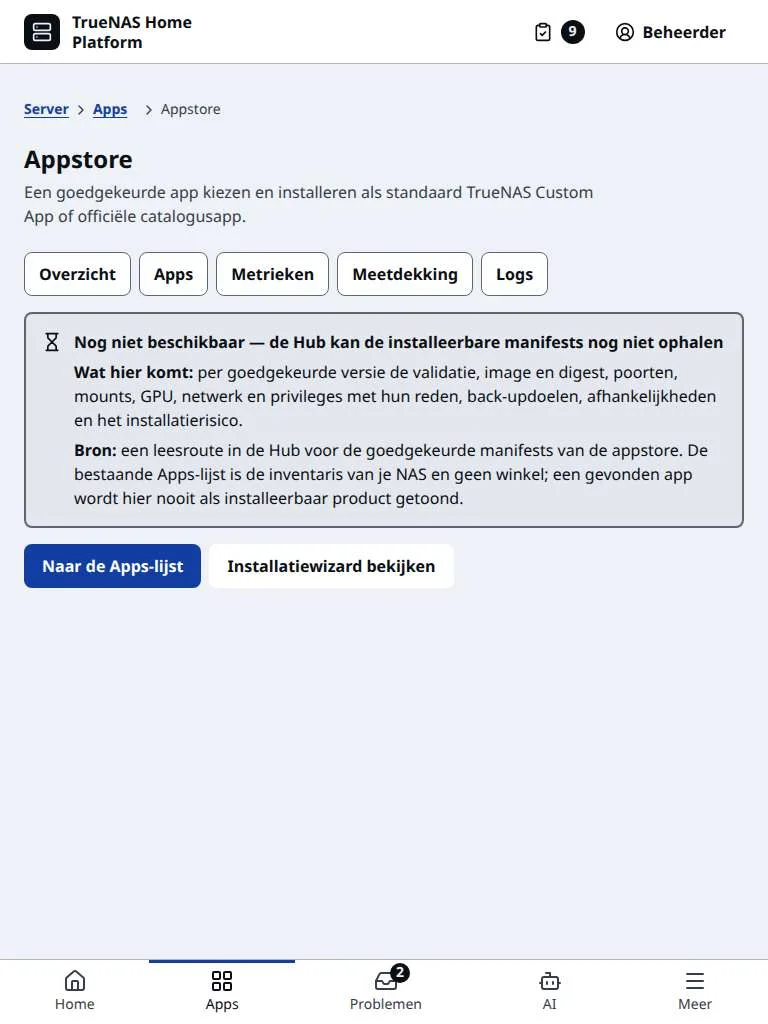 TrueNAS Home
Platform
9
Beheerder
Server > Apps > Appstore
Appstore
Een goedgekeurde app kiezen en installeren als standaard TrueNAS Custom
App of officiële catalogusapp.
Overzicht
Apps
Metrieken
Meetdekking
Logs
Nog niet beschikbaar — de Hub kan de installeerbare manifests nog niet ophalen
Wat hier komt: per goedgekeurde versie de validatie, image en digest, poorten,
mounts, GPU, netwerk en privileges met hun reden, back-updoelen, afhankelijkheden
en het installatierisico.
Bron: een leesroute in de Hub voor de goedgekeurde manifests van de appstore. De
bestaande Apps-lijst is de inventaris van je NAS en geen winkel; een gevonden app
wordt hier nooit als installeerbaar product getoond.
Naar de Apps-lijst
Installatiewizard bekijken
Home
Apps
2
Problemen
AI
Meer